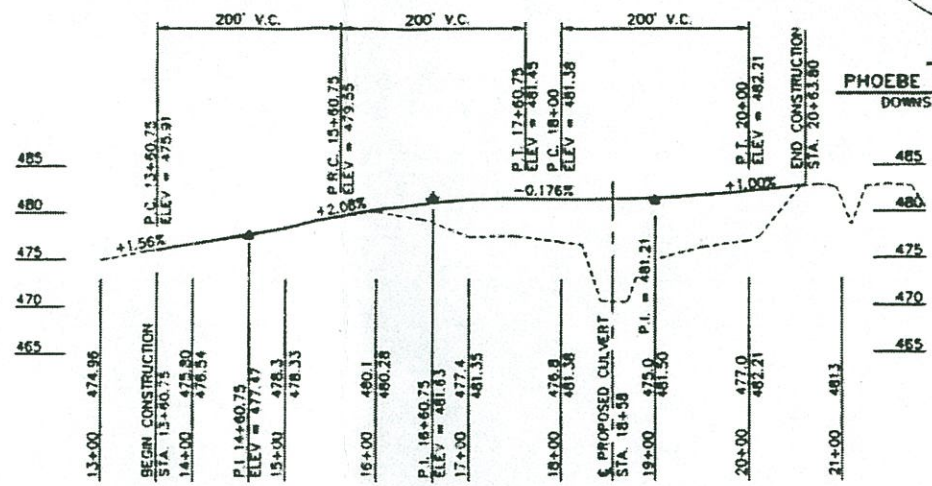 200' V.C.
200' V.C.
200' V.C.
P.C. 13+60.75
ELEV = 475.91
P.R.C. 15+60.75
ELEV = 479.55
P.T. 17+60.75
ELEV = 481.45
P.C. 18+00
ELEV = 481.38
P.T. 20+00
ELEV = 482.21
END CONSTRUCTION
STA. 20+63.80
PHOEBE
DOWNS
485
480
475
470
465
+1.56%
+2.08%
-0.176%
+1.00%
485
480
475
470
465
13+00
474.96
BEGIN CONSTRUCTION
STA. 13+60.75
14+00
475.80
476.54
P.I. 14+60.75
ELEV = 477.47
15+00
478.3
478.33
16+00
480.1
480.28
P.I. 16+60.75
ELEV = 481.63
17+00
477.4
481.35
18+00
476.8
481.38
℄ PROPOSED CULVERT
STA. 18+58
P.I. = 481.21
19+00
475.0
481.50
20+00
477.0
482.21
21+00
481.3